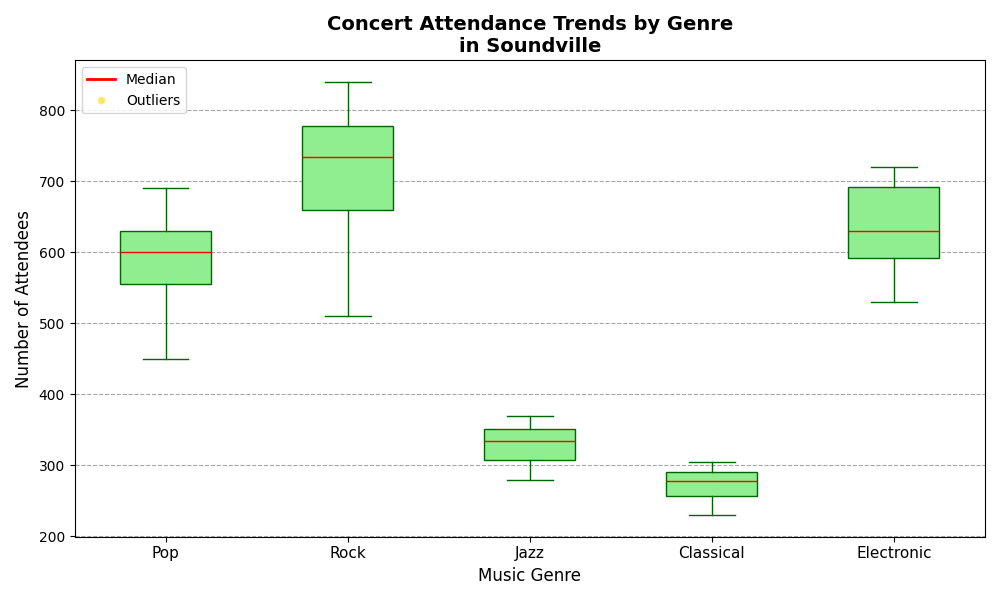 Concert Attendance Trends by Genre
in Soundville
Median
Outliers
Number of Attendees
800
700
600
500
400
300
200
Pop
Rock
Jazz
Classical
Electronic
Music Genre